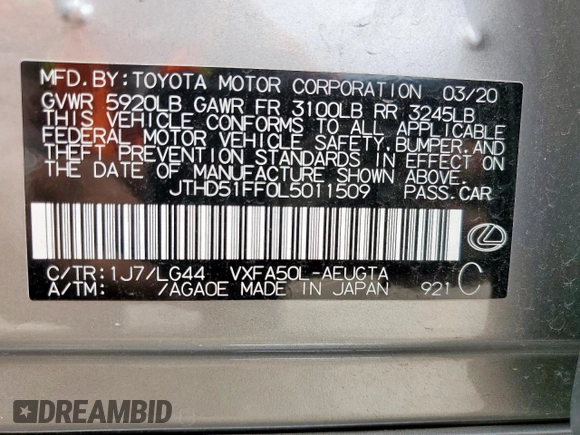 MFD. BY: TOYOTA MOTOR CORPORATION 03/20
GVWR 5920LB GAWR FR 3100LB RR 3245LB
THIS VEHICLE CONFORMS TO ALL APPLICABLE
FEDERAL MOTOR VEHICLE SAFETY, BUMPER, AND
THEFT PREVENTION STANDARDS IN EFFECT ON
THE DATE OF MANUFACTURE SHOWN ABOVE.
JTHD51FF0L5011509 PASS. CAR
C/TR: 1J7/LG44 VXFA50L-AEUGTA C
A/TM: /AGA0E MADE IN JAPAN 921
DREAMBID